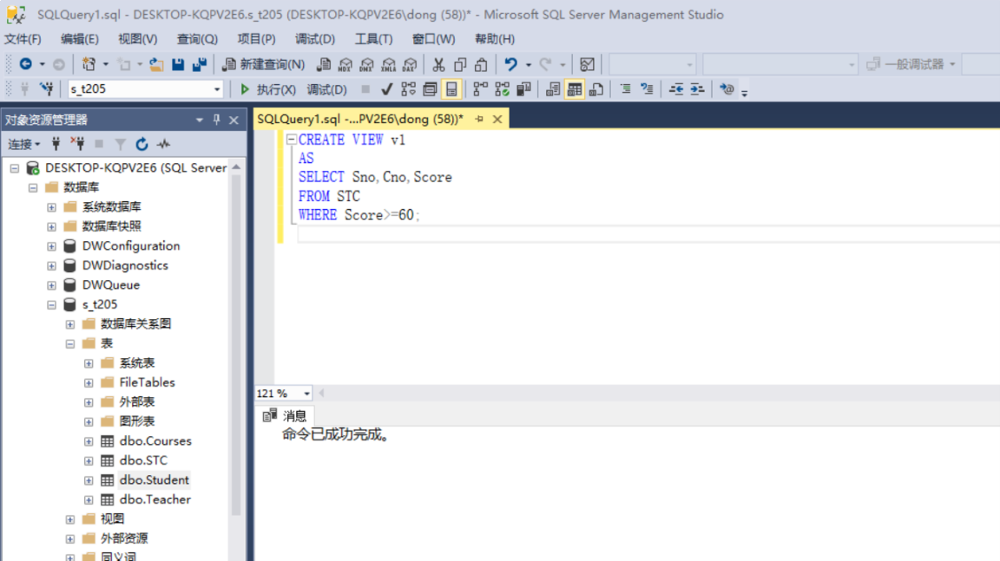 SQLQuery1.sql - DESKTOP-KQPV2E6.s_t205 (DESKTOP-KQPV2E6\dong (58))* - Microsoft SQL Server Management Studio
文件(F) 编辑(E) 视图(V) 查询(Q) 项目(P) 调试(D) 工具(T) 窗口(W) 帮助(H)
新建查询(N) MDX DMX XMLA DAX 一般调试器
s_t205 执行(X) 调试(D)
对象资源管理器
连接
DESKTOP-KQPV2E6 (SQL Server
数据库
系统数据库
数据库快照
DWConfiguration
DWDiagnostics
DWQueue
s_t205
数据库关系图
表
系统表
FileTables
外部表
图形表
dbo.Courses
dbo.STC
dbo.Student
dbo.Teacher
视图
外部资源
同义词
SQLQuery1.sql -...PV2E6\dong (58))*
CREATE VIEW v1
AS
SELECT Sno,Cno,Score
FROM STC
WHERE Score>=60;
121 %
消息
命令已成功完成。